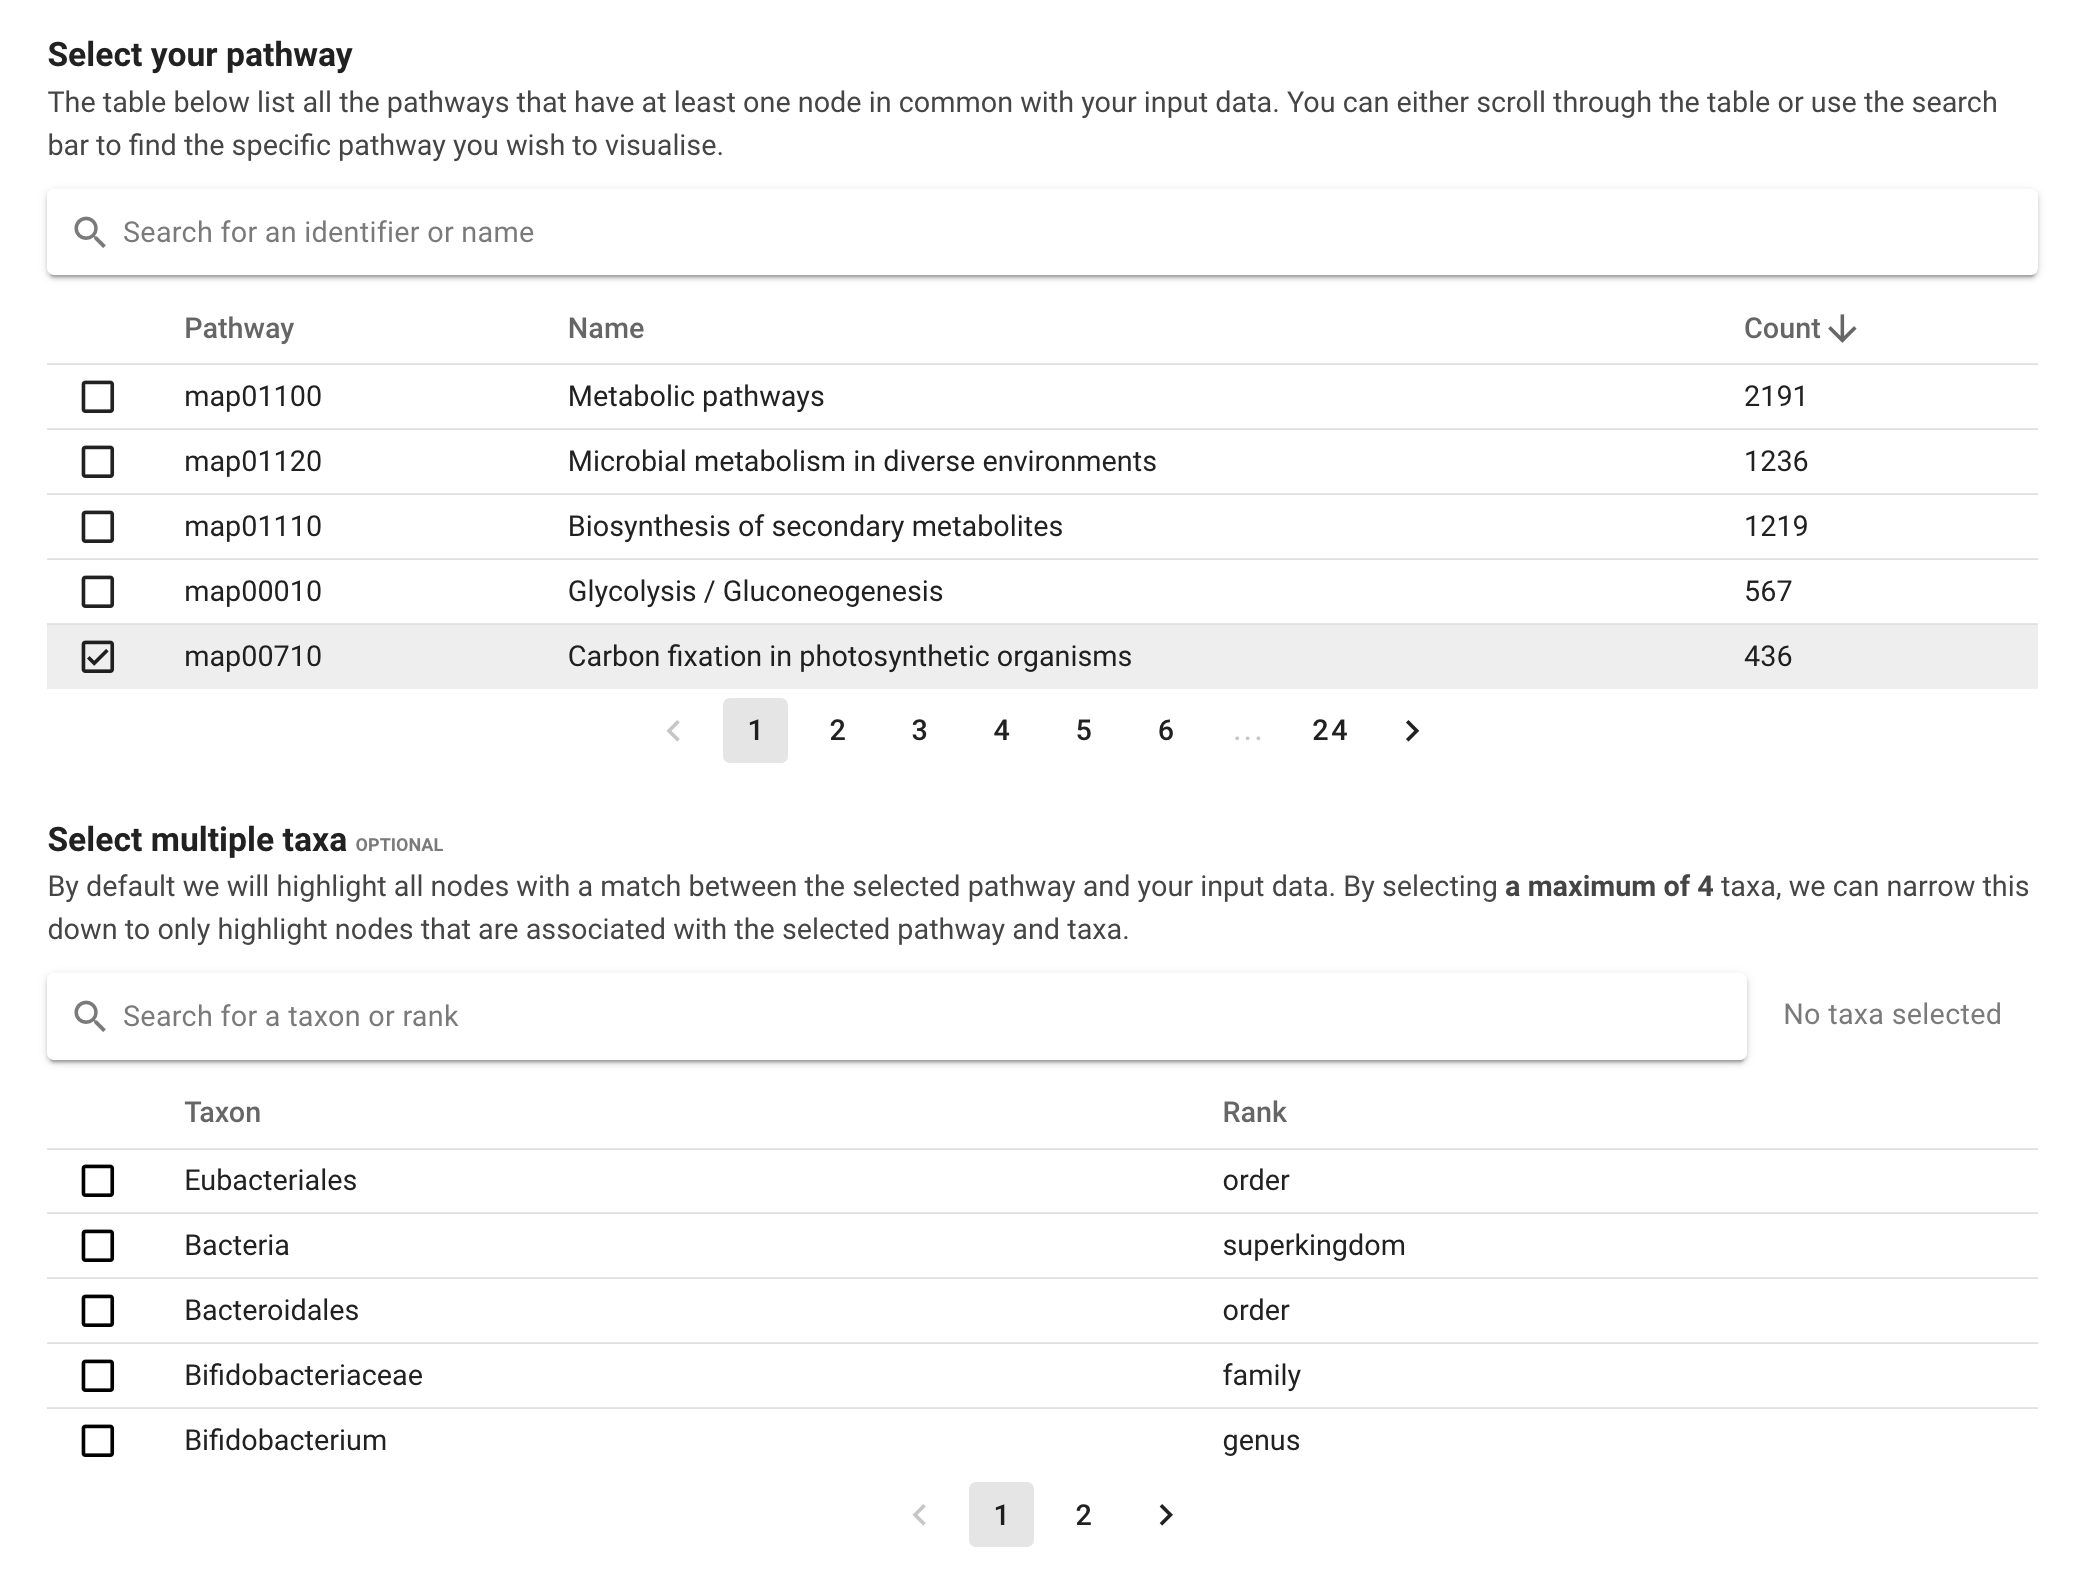 Select your pathway
The table below list all the pathways that have at least one node in common with your input data. You can either scroll through the table or use the search
bar to find the specific pathway you wish to visualise.
Search for an identifier or name
Pathway Name Count
map01100 Metabolic pathways 2191
map01120 Microbial metabolism in diverse environments 1236
map01110 Biosynthesis of secondary metabolites 1219
map00010 Glycolysis / Gluconeogenesis 567
map00710 Carbon fixation in photosynthetic organisms 436
1 2 3 4 5 6 ... 24
Select multiple taxa OPTIONAL
By default we will highlight all nodes with a match between the selected pathway and your input data. By selecting a maximum of 4 taxa, we can narrow this
down to only highlight nodes that are associated with the selected pathway and taxa.
Search for a taxon or rank No taxa selected
Taxon Rank
Eubacteriales order
Bacteria superkingdom
Bacteroidales order
Bifidobacteriaceae family
Bifidobacterium genus
1 2